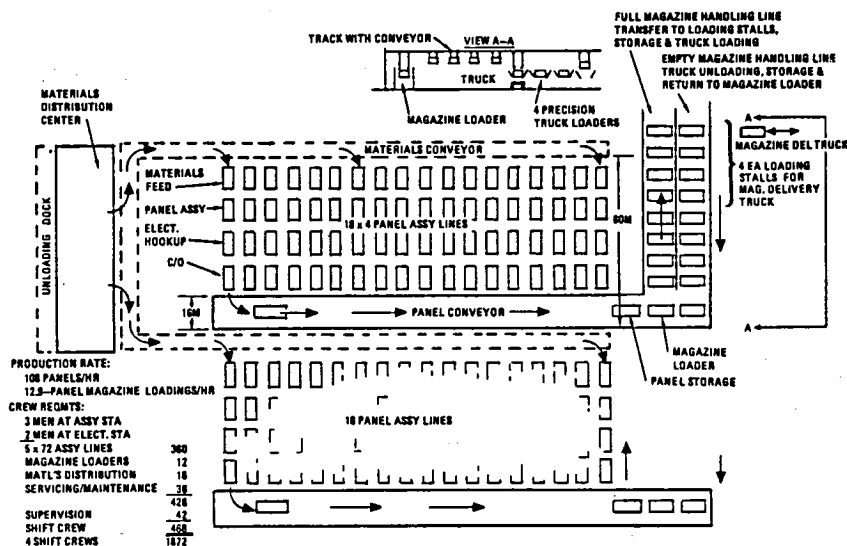 TRACK WITH CONVEYOR
VIEW A-A
TRUCK
MAGAZINE LOADER
4 PRECISION
TRUCK LOADERS
FULL MAGAZINE HANDLING LINE
TRANSFER TO LOADING STALLS,
STORAGE & TRUCK LOADING
EMPTY MAGAZINE HANDLING LINE
TRUCK UNLOADING, STORAGE &
RETURN TO MAGAZINE LOADER
MATERIALS
DISTRIBUTION
CENTER
UNLOADING DOCK
MATERIALS CONVEYOR
MATERIALS
FEED
PANEL ASSY
ELECT.
HOOKUP
C/O
18 x 4 PANEL ASSY LINES
60M
A
MAGAZINE DEL TRUCK
4 EA LOADING
STALLS FOR
MAG. DELIVERY
TRUCK
16M
PANEL CONVEYOR
A
MAGAZINE
LOADER
PANEL STORAGE
18 PANEL ASSY LINES
PRODUCTION RATE:
108 PANELS/HR
12.9-PANEL MAGAZINE LOADINGS/HR
CREW REQMTS:
3 MEN AT ASSY STA
2 MEN AT ELECT. STA
5 x 72 ASSY LINES 360
MAGAZINE LOADERS 12
MATL'S DISTRIBUTION 18
SERVICING/MAINTENANCE 36
426
SUPERVISION 42
SHIFT CREW 468
4 SHIFT CREWS 1872